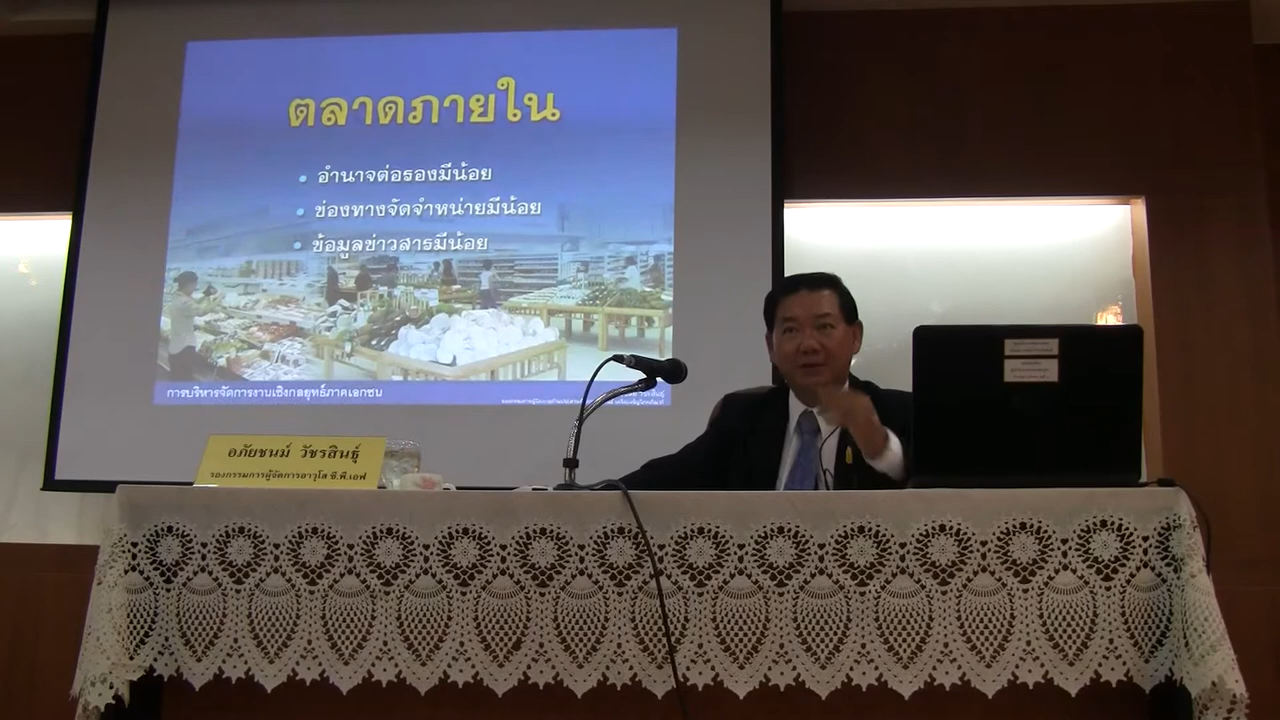 ตลาดภายใน
• อำนาจต่อรองมีน้อย
• ช่องทางจัดจำหน่ายมีน้อย
• ข้อมูลข่าวสารมีน้อย
การบริหารจัดการงานเชิงกลยุทธ์ภาคเอกชน
อภัยชนม์ วัชรสินธุ์
รองกรรมการผู้จัดการอาวุโส ซี.พี.เอฟ